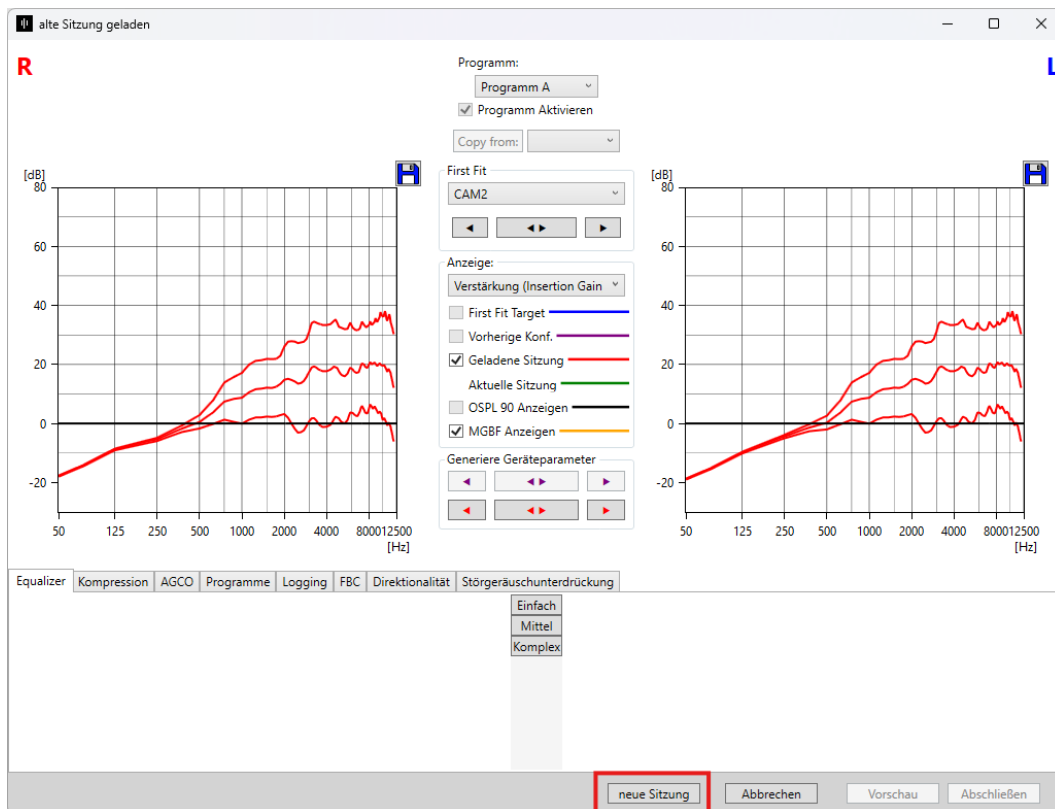 alte Sitzung geladen
R
L
Programm:
Programm A
Programm Aktivieren
Copy from:
First Fit
CAM2
Anzeige:
Verstärkung (Insertion Gain
First Fit Target
Vorherige Konf.
Geladene Sitzung
Aktuelle Sitzung
OSPL 90 Anzeigen
MGBF Anzeigen
Generiere Geräteparameter
[dB]
80
60
40
20
0
-20
50 125 250 500 1000 2000 4000 8000 12500
[Hz]
[dB]
80
60
40
20
0
-20
50 125 250 500 1000 2000 4000 8000 12500
[Hz]
Equalizer Kompression AGCO Programme Logging FBC Direktionalität Störgeräuschunterdrückung
Einfach
Mittel
Komplex
neue Sitzung Abbrechen Vorschau Abschließen